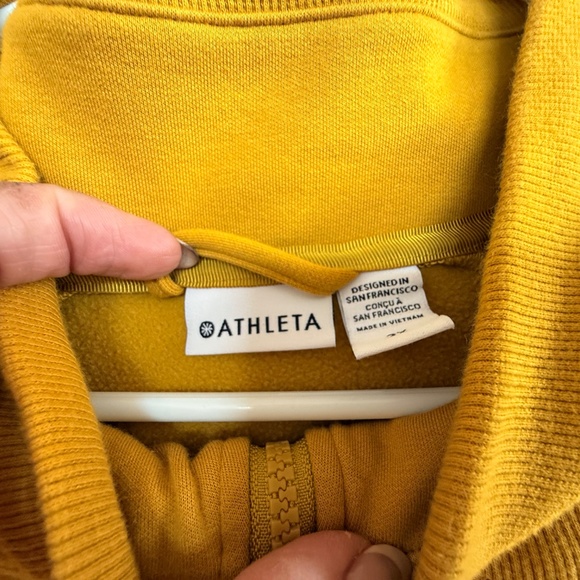 ATHLETA
DESIGNED IN
SAN FRANCISCO
CONÇU À
SAN FRANCISCO
MADE IN VIETNAM